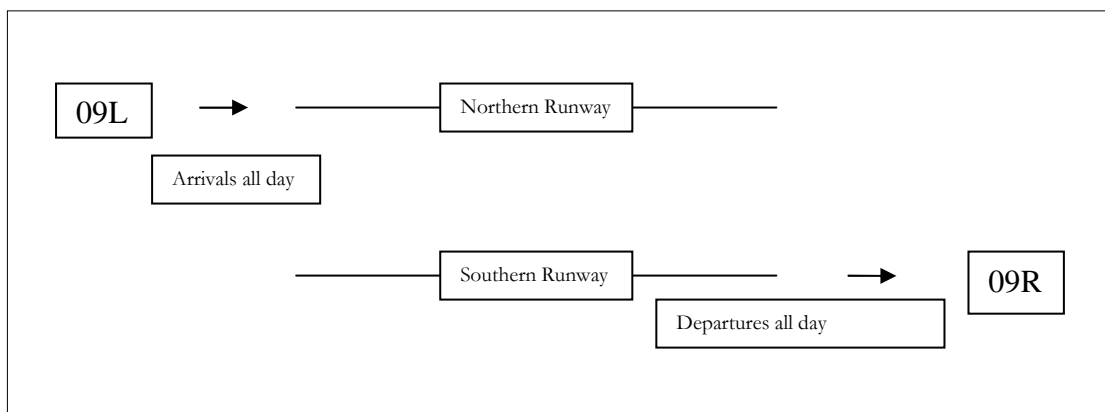 09L
Northern Runway
Arrivals all day
Southern Runway
09R
Departures all day